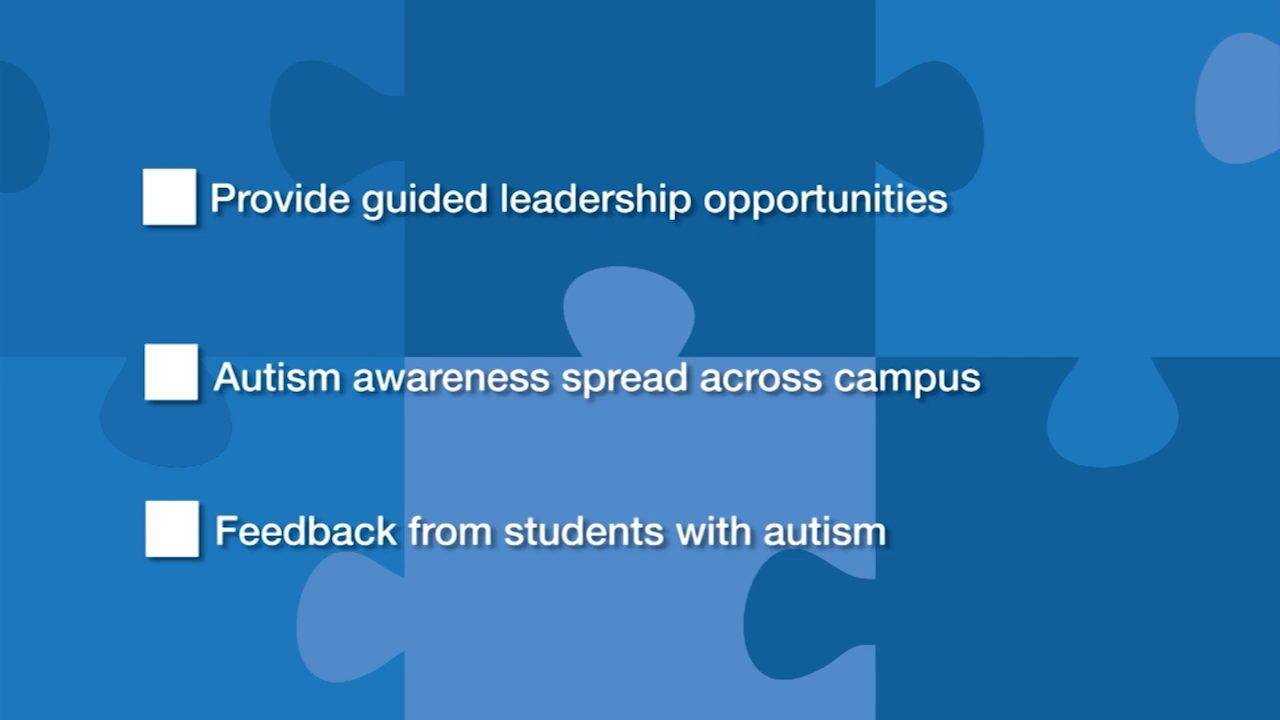 Provide guided leadership opportunities
Autism awareness spread across campus
Feedback from students with autism